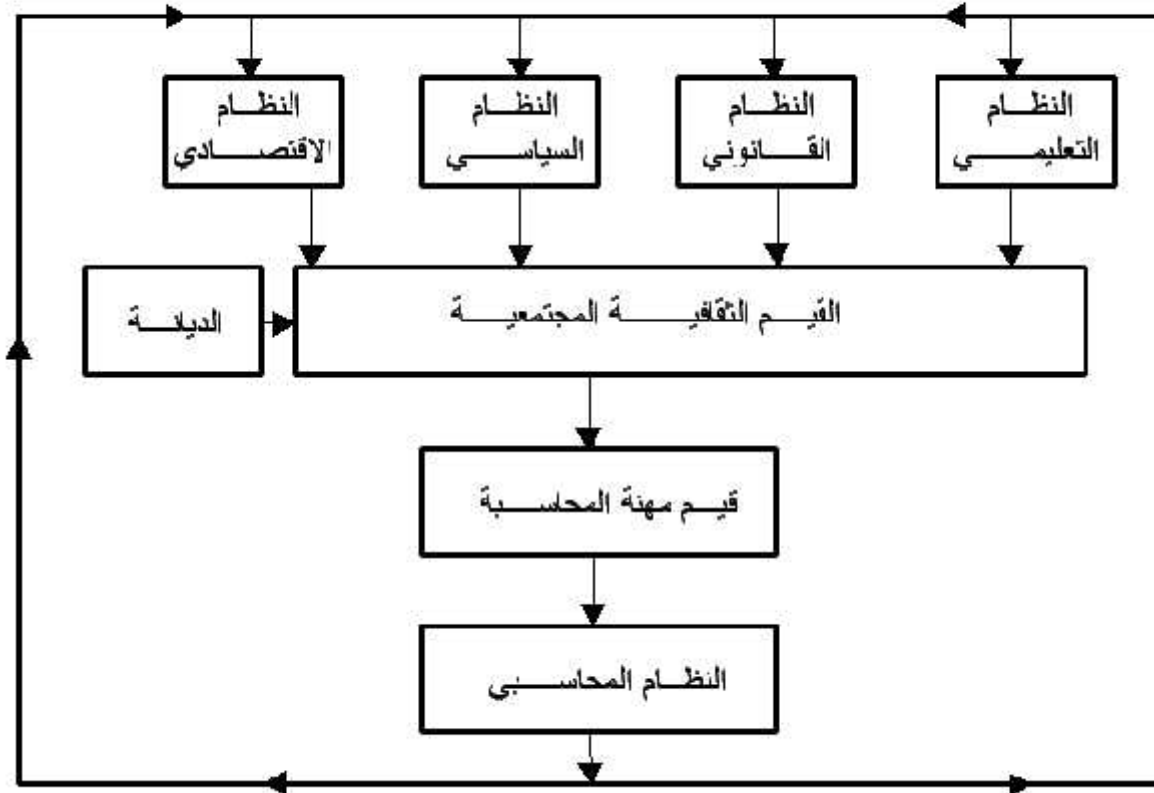 النظام
التعليمي
النظام
القانوني
النظام
السياسي
النظام
الاقتصادي
القيم الثقافية المجتمعية
الديانة
قيم مهنة المحاسبة
النظام المحاسبي